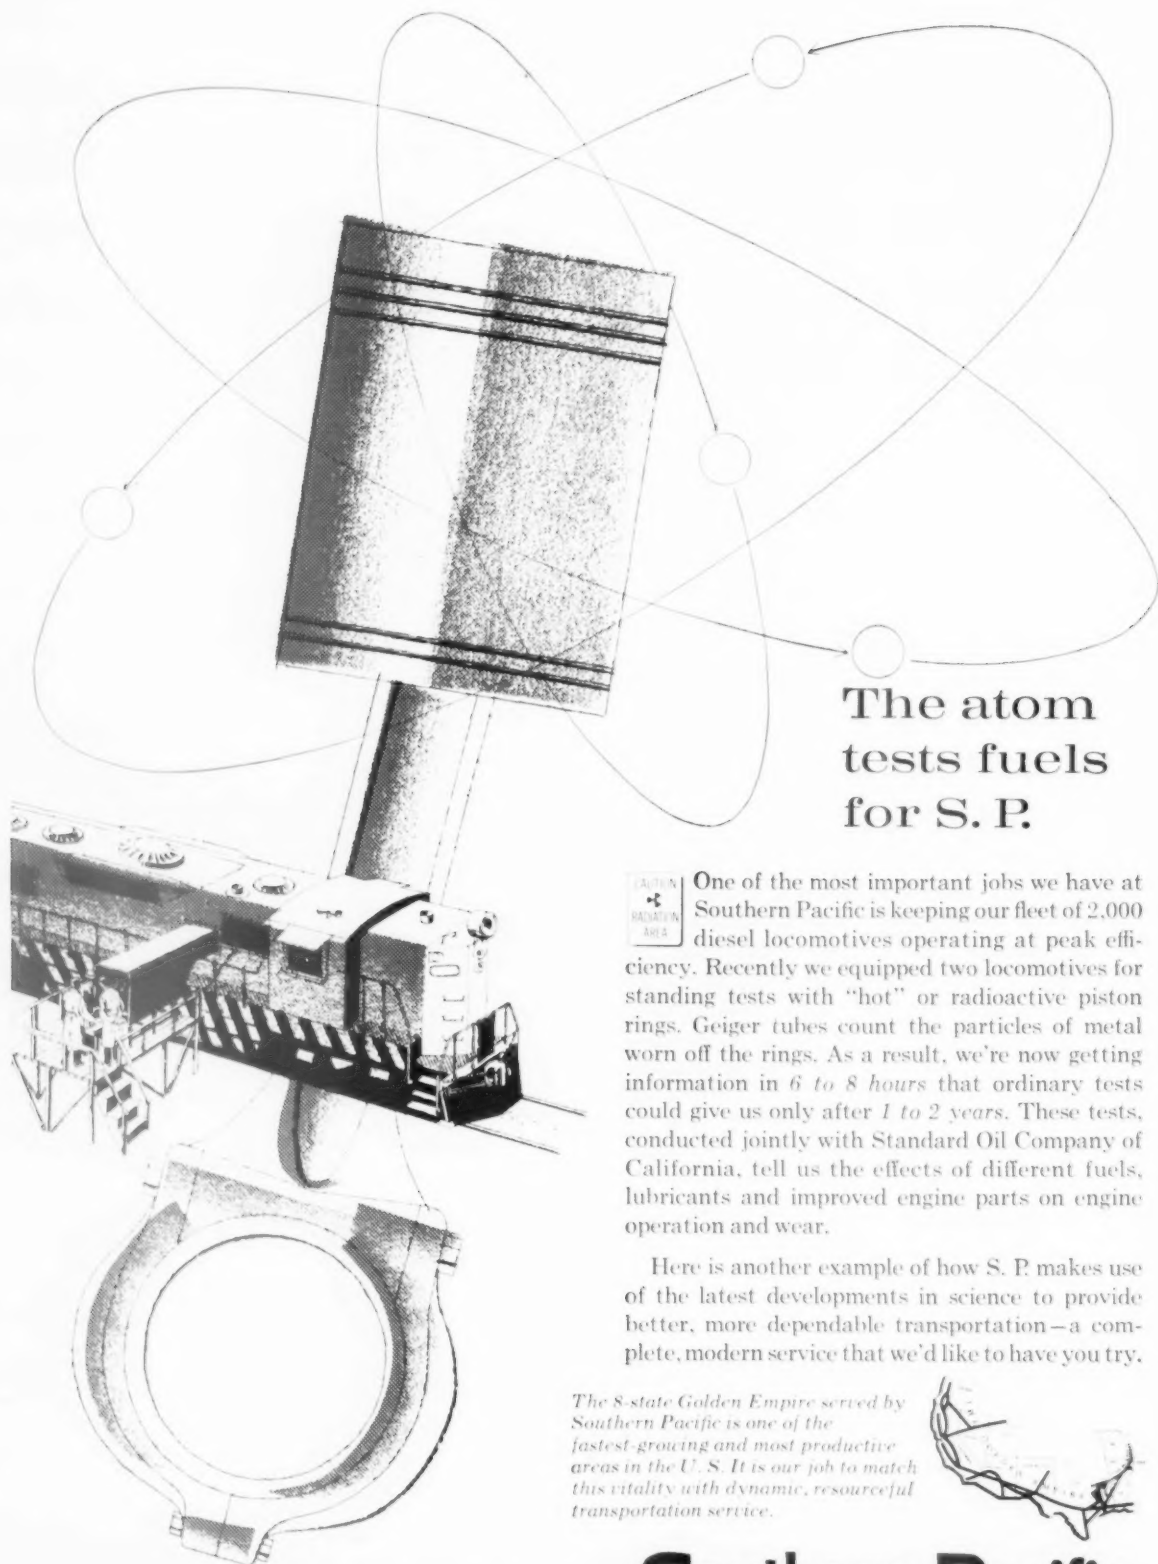 The atom
tests fuels
for S. P.
CAUTION
RADIATION
AREA
One of the most important jobs we have at
Southern Pacific is keeping our fleet of 2,000
diesel locomotives operating at peak effi-
ciency. Recently we equipped two locomotives for
standing tests with “hot” or radioactive piston
rings. Geiger tubes count the particles of metal
worn off the rings. As a result, we’re now getting
information in 6 to 8 hours that ordinary tests
could give us only after 1 to 2 years. These tests,
conducted jointly with Standard Oil Company of
California, tell us the effects of different fuels,
lubricants and improved engine parts on engine
operation and wear.
Here is another example of how S. P. makes use
of the latest developments in science to provide
better, more dependable transportation—a com-
plete, modern service that we’d like to have you try.
The 8-state Golden Empire served by
Southern Pacific is one of the
fastest-growing and most productive
areas in the U. S. It is our job to match
this vitality with dynamic, resourceful
transportation service.